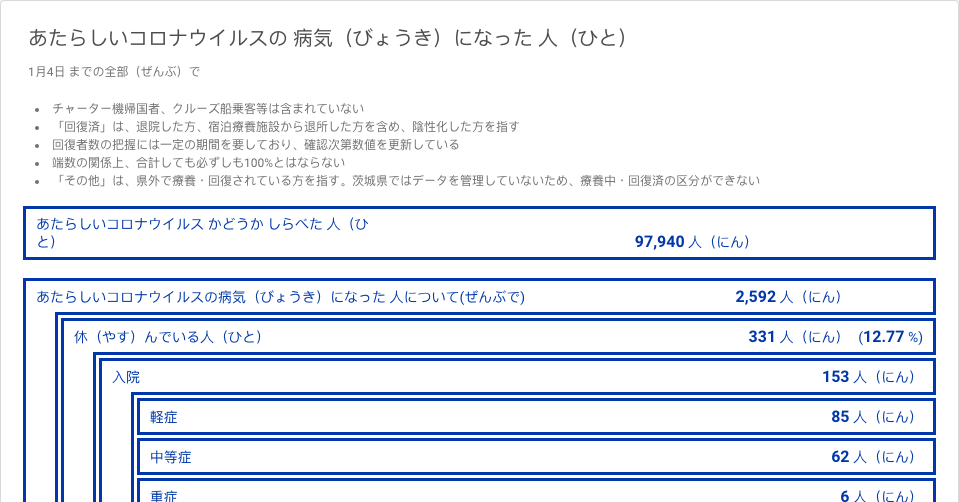 あたらしいコロナウイルスの 病気（びょうき）になった 人（ひと）
1月4日 までの全部（ぜんぶ）で
• チャーター機帰国者、クルーズ船乗客等は含まれていない
• 「回復済」は、退院した方、宿泊療養施設から退所した方を含め、陰性化した方を指す
• 回復者数の把握には一定の期間を要しており、確認次第数値を更新している
• 端数の関係上、合計しても必ずしも100%とはならない
• 「その他」は、県外で療養・回復されている方を指す。茨城県ではデータを管理していないため、療養中・回復済の区分ができない
あたらしいコロナウイルス かどうか しらべた 人（ひ
と）
97,940 人（にん）
あたらしいコロナウイルスの病気（びょうき）になった 人について(ぜんぶで) 2,592 人（にん）
休（やす）んでいる人（ひと） 331 人（にん） (12.77 %)
入院 153 人（にん）
軽症 85 人（にん）
中等症 62 人（にん）
重症 6 人（にん）